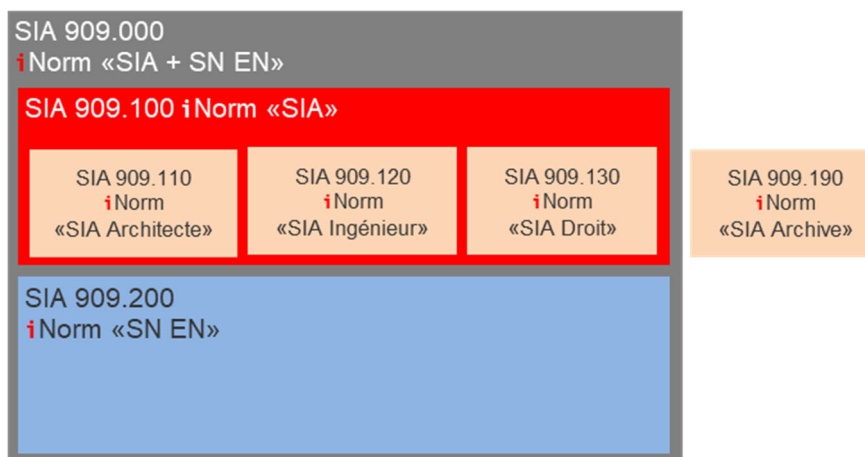 SIA 909.000
iNorm «SIA + SN EN»
SIA 909.100 iNorm «SIA»
SIA 909.110
iNorm
«SIA Architecte»
SIA 909.120
iNorm
«SIA Ingénieur»
SIA 909.130
iNorm
«SIA Droit»
SIA 909.190
iNorm
«SIA Archive»
SIA 909.200
iNorm «SN EN»